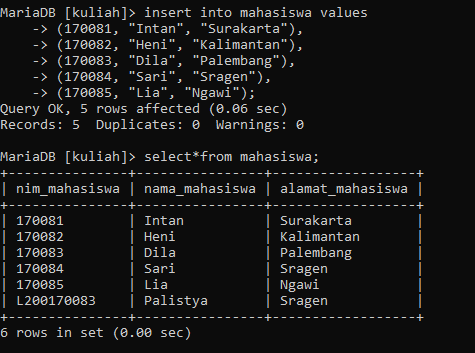 MariaDB [kuliah]> insert into mahasiswa values
    -> (170081, "Intan", "Surakarta"),
    -> (170082, "Heni", "Kalimantan"),
    -> (170083, "Dila", "Palembang"),
    -> (170084, "Sari", "Sragen"),
    -> (170085, "Lia", "Ngawi");
Query OK, 5 rows affected (0.06 sec)
Records: 5  Duplicates: 0  Warnings: 0

MariaDB [kuliah]> select*from mahasiswa;
+---------------+----------------+------------------+
| nim_mahasiswa | nama_mahasiswa | alamat_mahasiswa |
+---------------+----------------+------------------+
| 170081        | Intan          | Surakarta        |
| 170082        | Heni           | Kalimantan       |
| 170083        | Dila           | Palembang        |
| 170084        | Sari           | Sragen           |
| 170085        | Lia            | Ngawi            |
| L200170083    | Palistya       | Sragen           |
+---------------+----------------+------------------+
6 rows in set (0.00 sec)